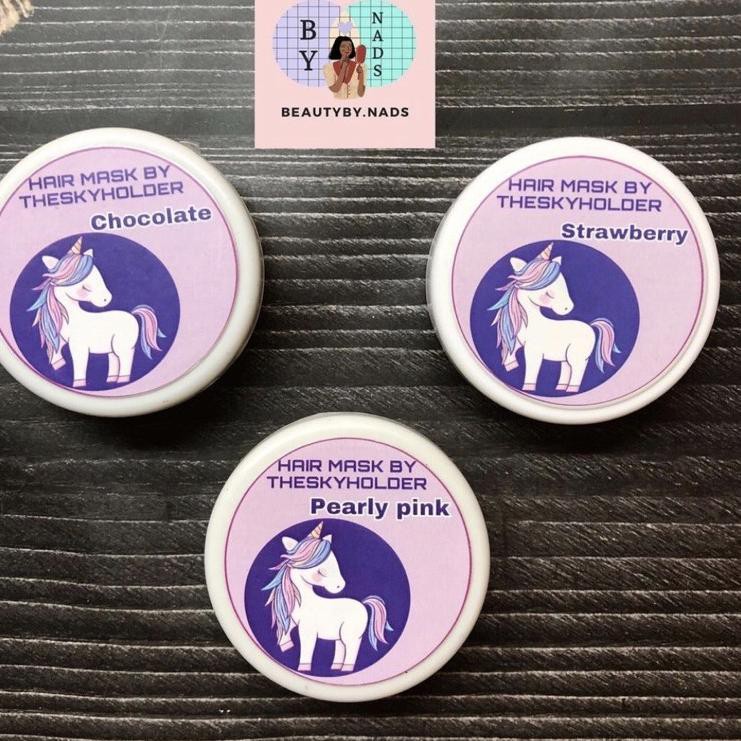 BY
NADS
BEAUTYBY.NADS
HAIR MASK BY
THESKYHOLDER
Chocolate
HAIR MASK BY
THESKYHOLDER
Strawberry
HAIR MASK BY
THESKYHOLDER
Pearly pink